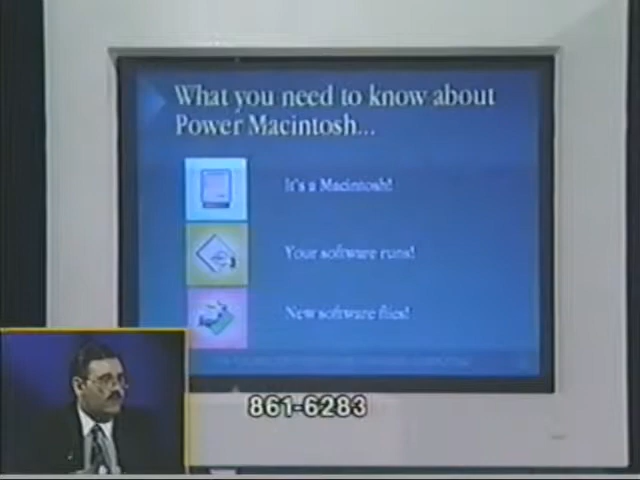 What you need to know about
Power Macintosh...
It's a Macintosh!
Your software runs!
New software flies!
861-6283